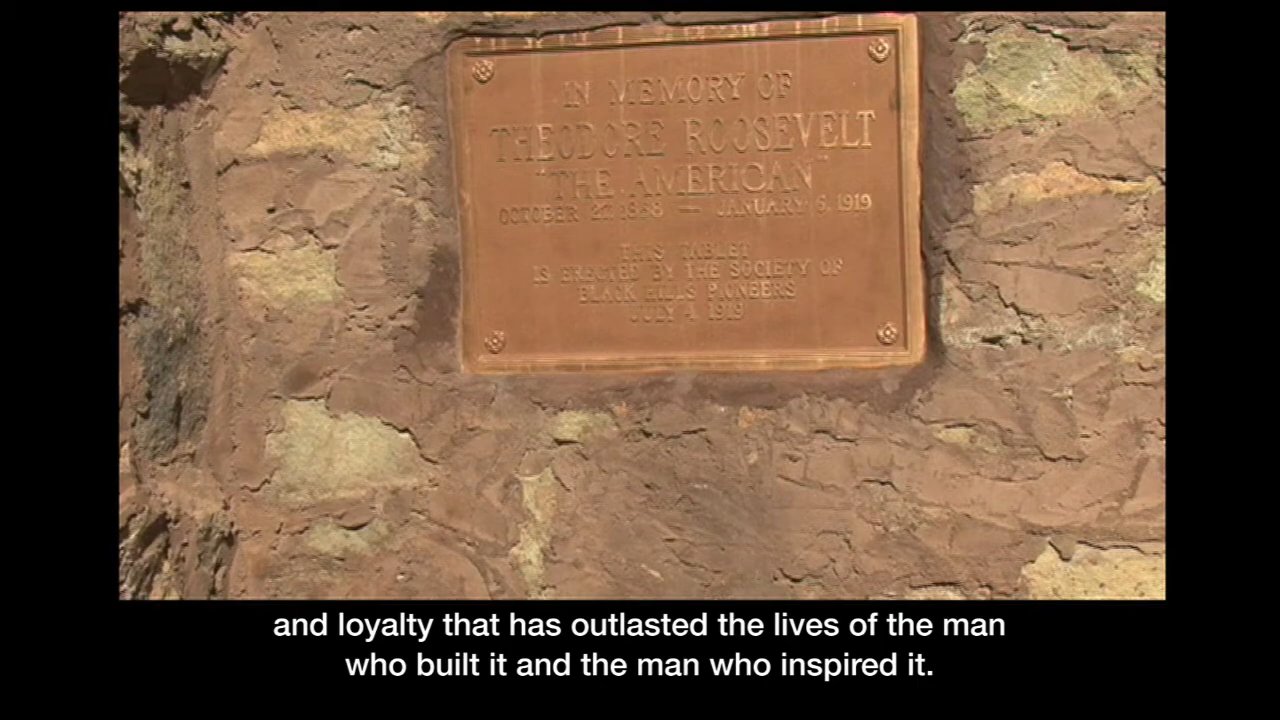 IN MEMORY OF
THEODORE ROOSEVELT
"THE AMERICAN"
OCTOBER 27, 1858 — JANUARY 6, 1919
THIS TABLET
IS ERECTED BY THE SOCIETY OF
BLACK HILLS PIONEERS
JULY 4, 1919
and loyalty that has outlasted the lives of the man
who built it and the man who inspired it.